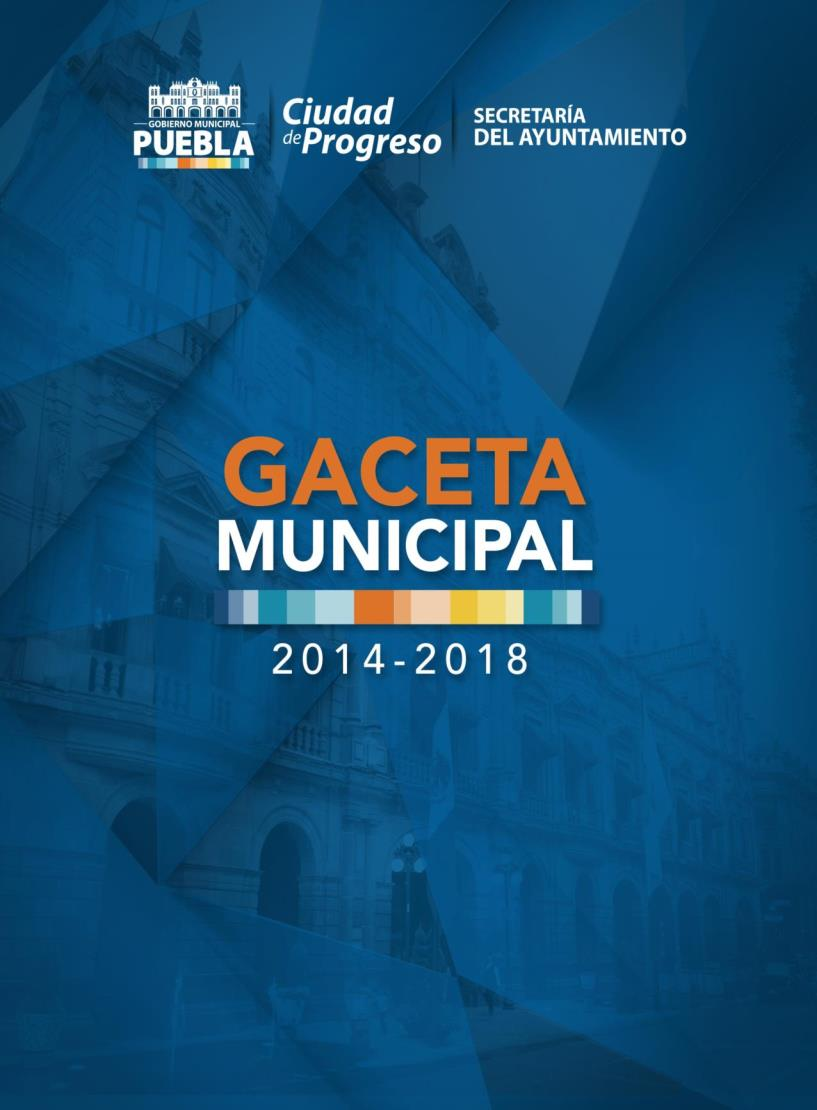 GOBIERNO MUNICIPAL
PUEBLA
Ciudad
de Progreso
SECRETARÍA
DEL AYUNTAMIENTO
GACETA
MUNICIPAL
2014-2018